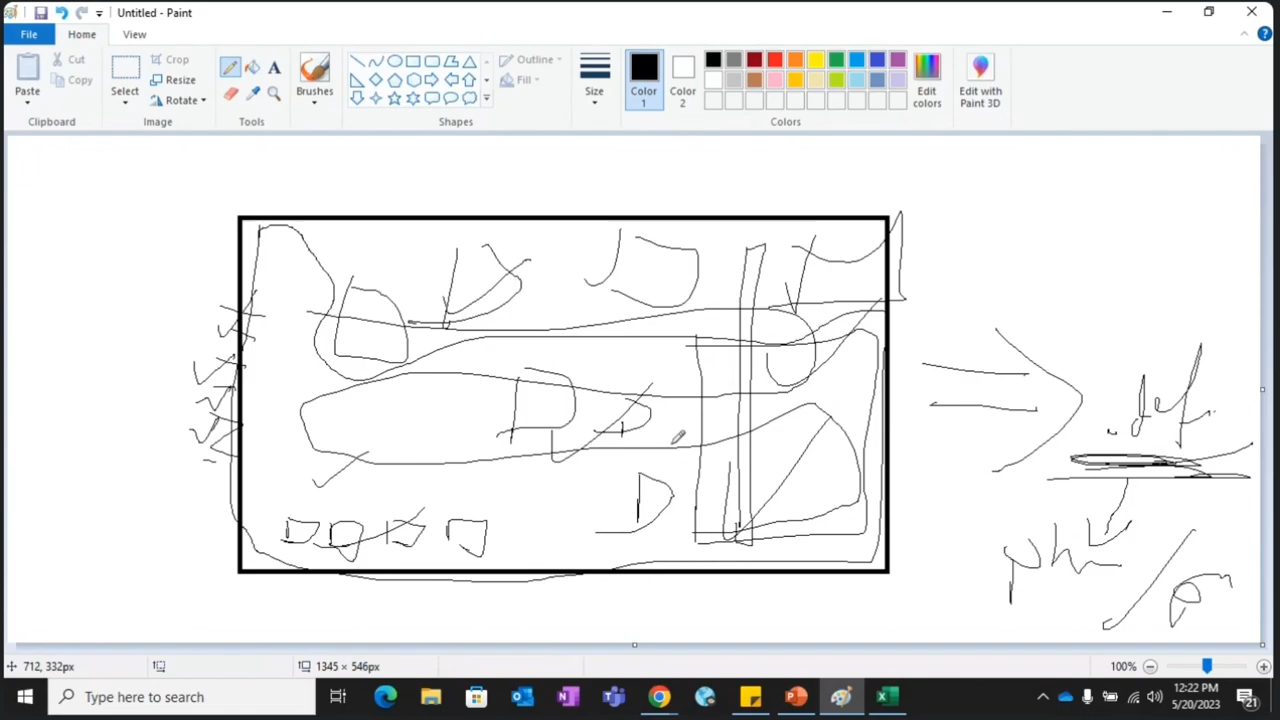 Untitled - Paint
File Home View
Cut
Copy
Paste
Clipboard
Crop
Resize
Rotate
Select
Image
Tools
Brushes
Outline
Fill
Shapes
Size
Color 1
Color 2
Edit colors
Colors
Edit with Paint 3D
.def
712, 332px
1345 × 546px
100%
Type here to search
12:22 PM
5/20/2023
21